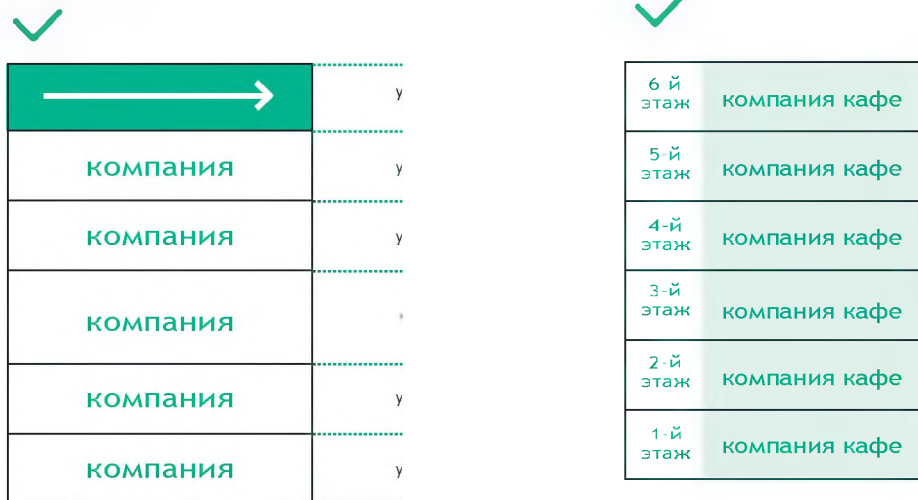 у
компания
у
компания
у
компания
компания
у
компания
у
6 й
этаж
компания кафе
5-й
этаж
компания кафе
4-й
этаж
компания кафе
3-й
этаж
компания кафе
2-й
этаж
компания кафе
1-й
этаж
компания кафе